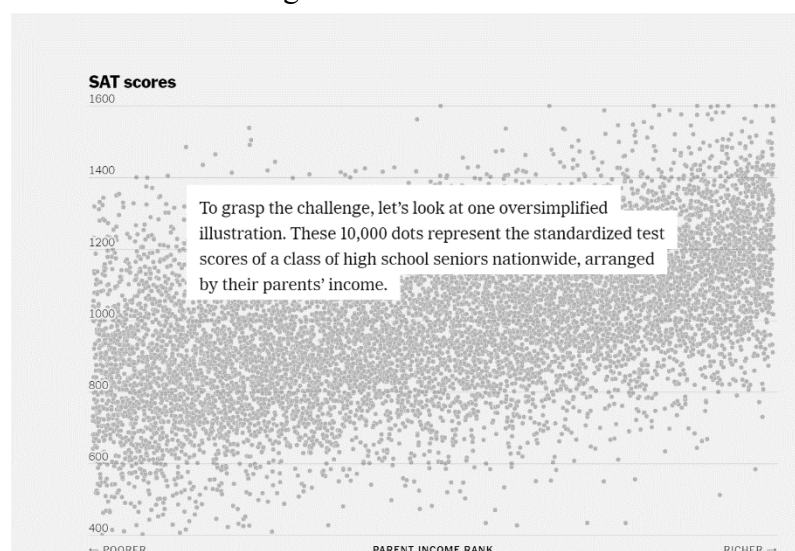 SAT scores
1600
1400
To grasp the challenge, let’s look at one oversimplified
illustration. These 10,000 dots represent the standardized test
1200
scores of a class of high school seniors nationwide, arranged
by their parents’ income.
1000
800
600
400
← POORER PARENT INCOME RANK RICHER →